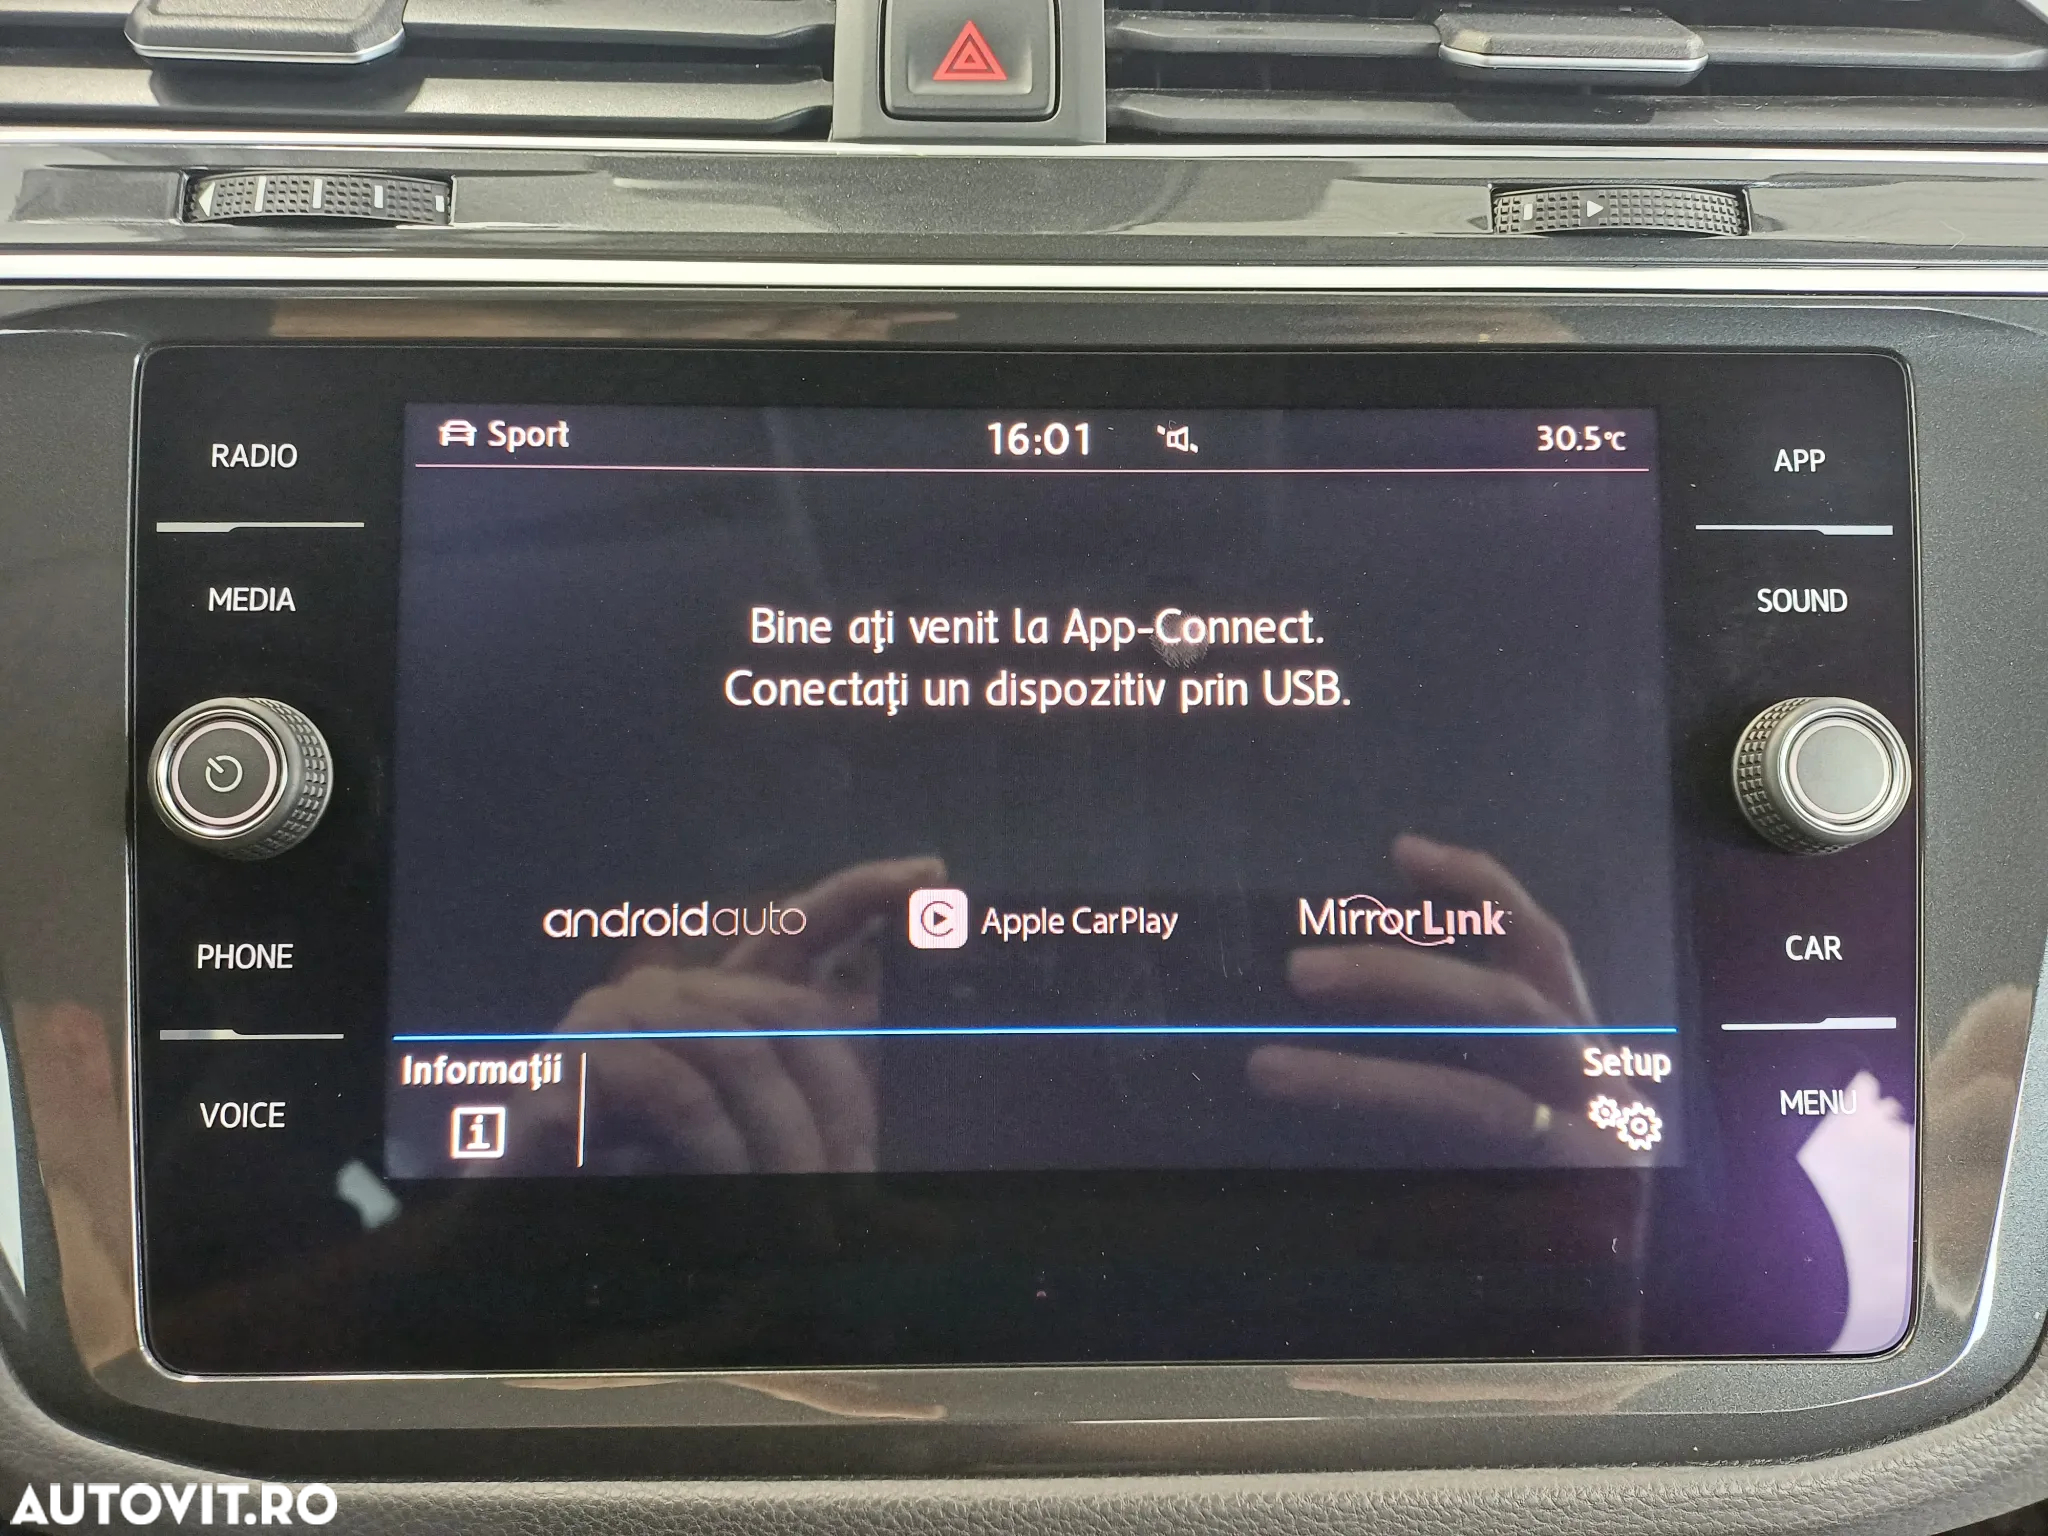 Sport 16:01 30.5°C
RADIO
APP
MEDIA
SOUND
Bine aţi venit la App-Connect.
Conectaţi un dispozitiv prin USB.
androidauto Apple CarPlay MirrorLink™
PHONE
CAR
Informaţii
Setup
VOICE
MENU
AUTOVIT.RO